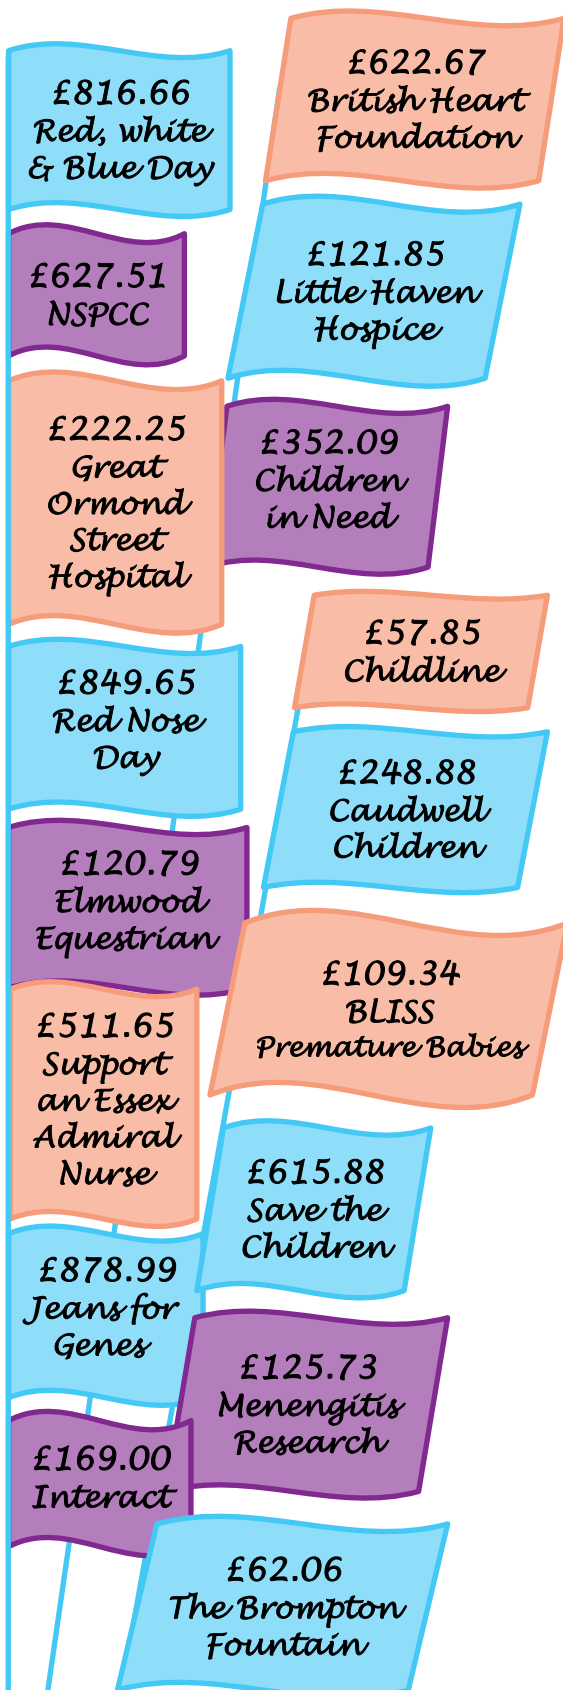 £816.66
Red, white
& Blue Day
£622.67
British Heart
Foundation
£627.51
NSPCC
£121.85
Little Haven
Hospice
£222.25
Great
Ormond
Street
Hospital
£352.09
Children
in Need
£849.65
Red Nose
Day
£57.85
Childline
£248.88
Caudwell
Children
£120.79
Elmwood
Equestrian
£109.34
BLISS
Premature Babies
£511.65
Support
an Essex
Admiral
Nurse
£615.88
Save the
Children
£878.99
Jeans for
Genes
£125.73
Menengitis
Research
£169.00
Interact
£62.06
The Brompton
Fountain